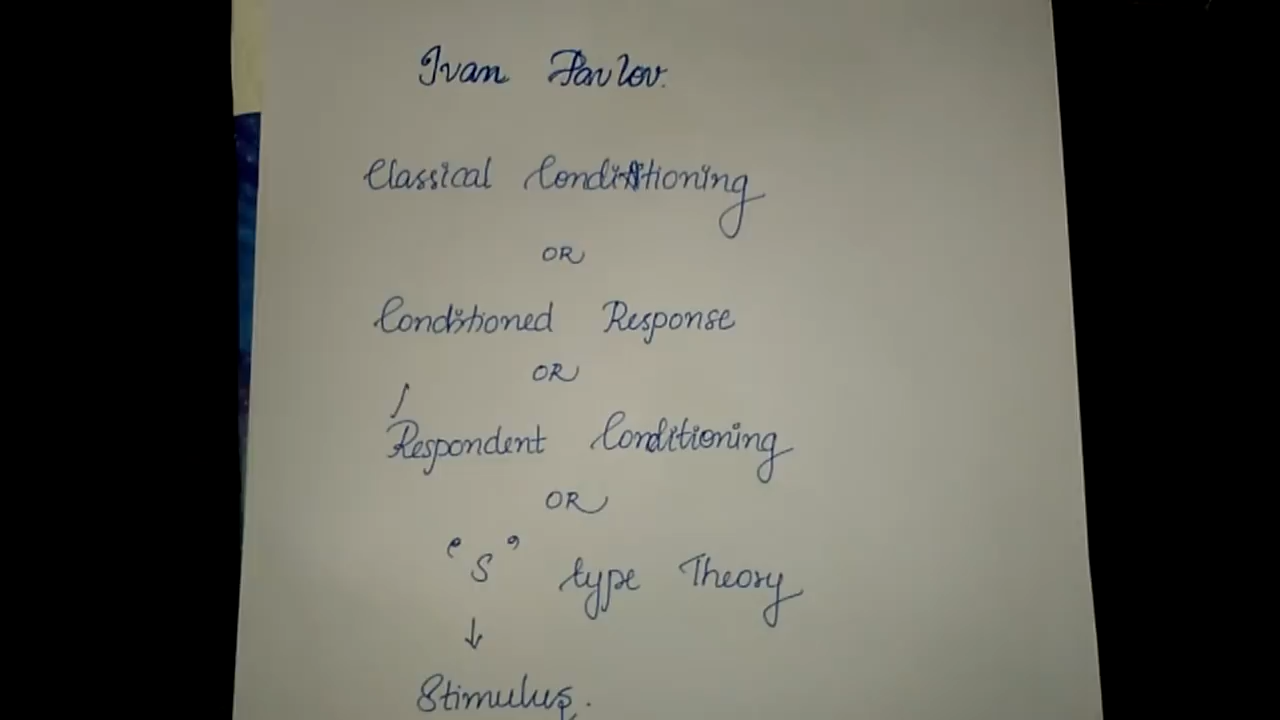 Ivan Pavlov.
Classical Conditioning
OR
Conditioned Response
OR
Respondent Conditioning
OR
'S' type Theory
↓
Stimulus.